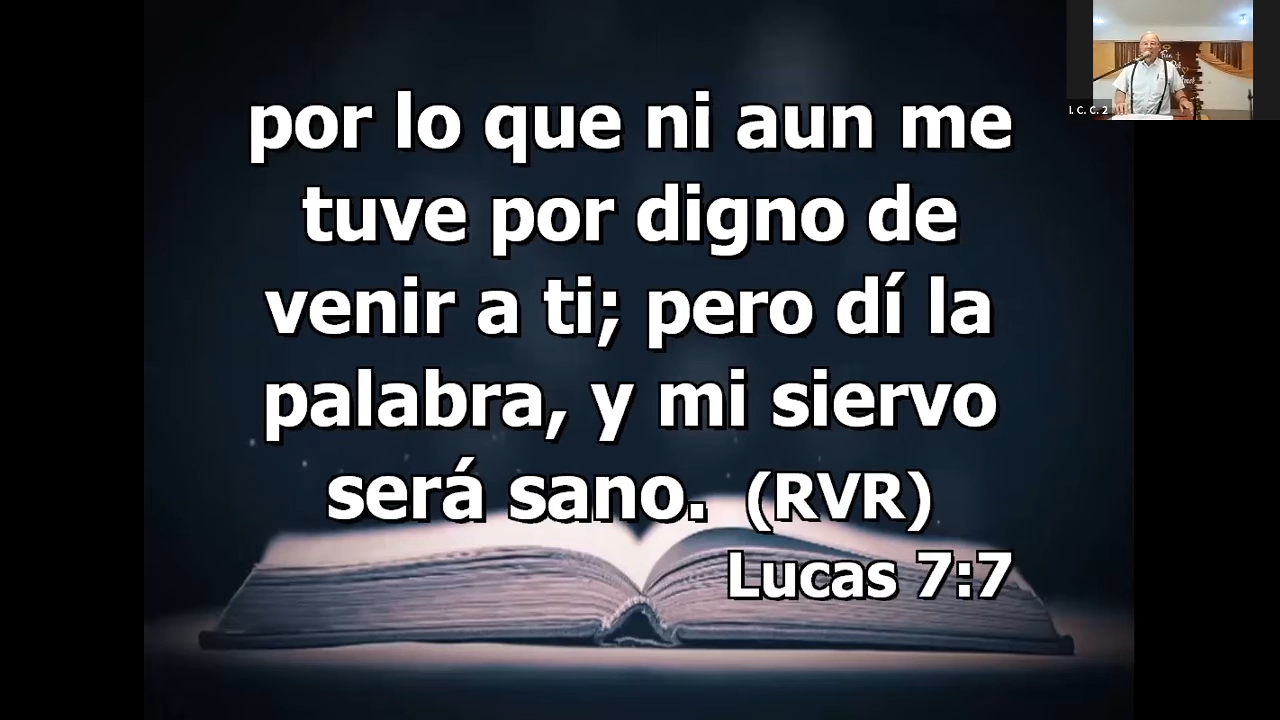 por lo que ni aun me
tuve por digno de
venir a ti; pero dí la
palabra, y mi siervo
será sano. (RVR)
Lucas 7:7
I. C. C. 2